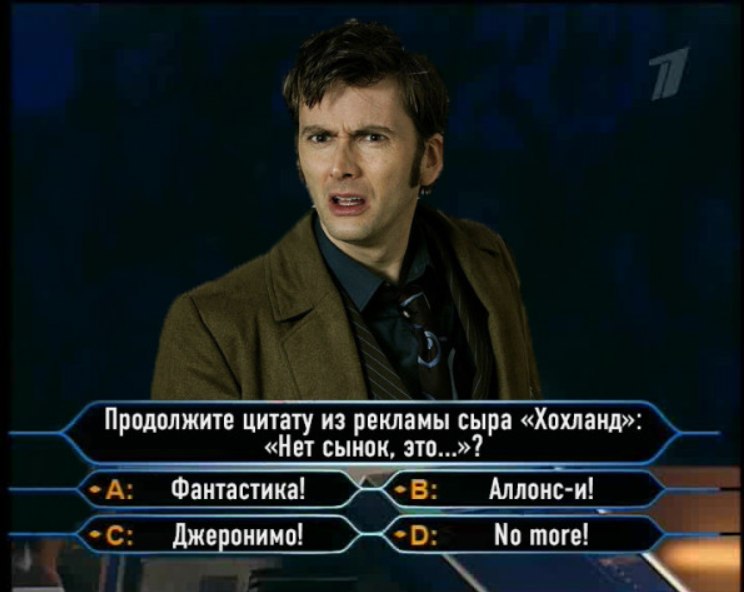 Продолжите цитату из рекламы сыра «Хохланд»:
«Нет сынок, это...»?
A: Фантастика!
B: Аллонс-и!
C: Джеронимо!
D: No more!